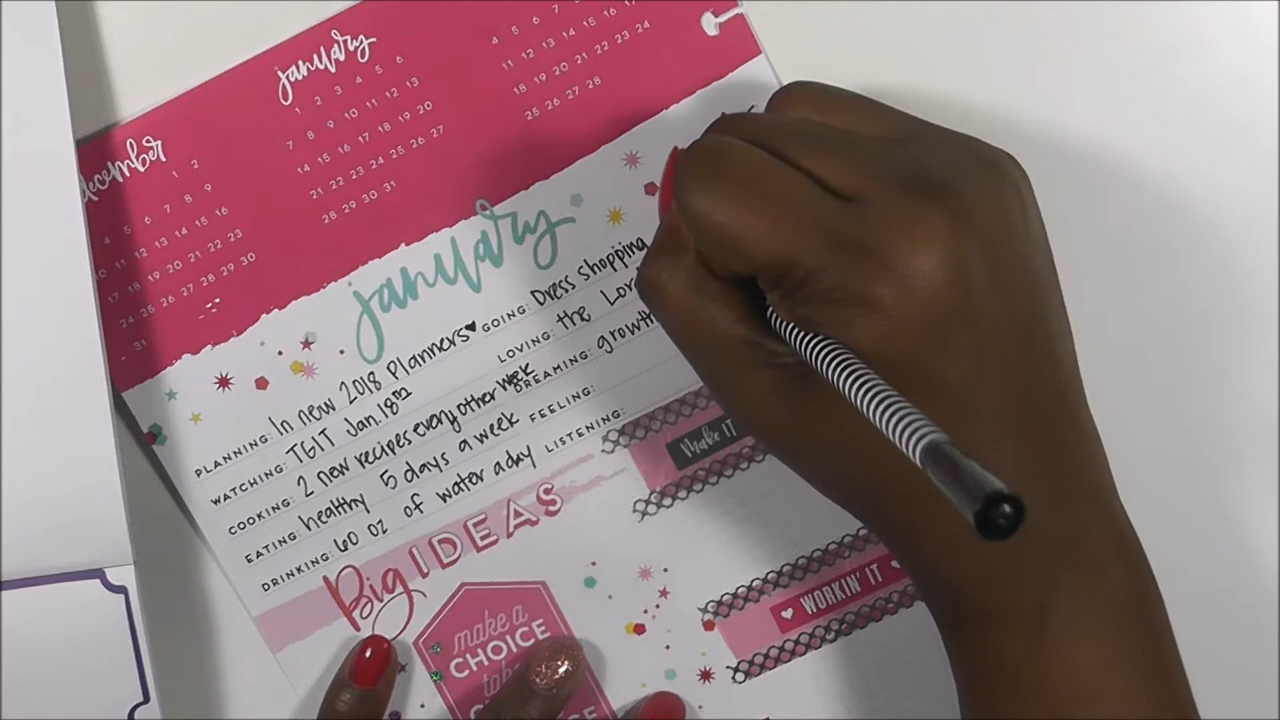 december
1 2
6 7 8 9
4 5 11 12 13 14 15 16
17 18 19 20 21 22 23
24 25 26 27 28 29 30
31
january
1 2 3 4 5 6
7 8 9 10 11 12 13
14 15 16 17 18 19 20
21 22 23 24 25 26 27
28 29 30 31
4 5 6 7 8
11 12 13 14 15 16 17
18 19 20 21 22 23 24
25 26 27 28
january
PLANNING: In new 2018 Planners♥
WATCHING: TGIT Jan. 18th
COOKING: 2 new recipes every other week
EATING: healthy 5 days a week
DRINKING: 60 oz of water a day
GOING: Dress shopping
LOVING: the
DREAMING: growth
FEELING:
LISTENING:
Big IDEAS
make a
CHOICE
to
Make IT
WORKIN' IT